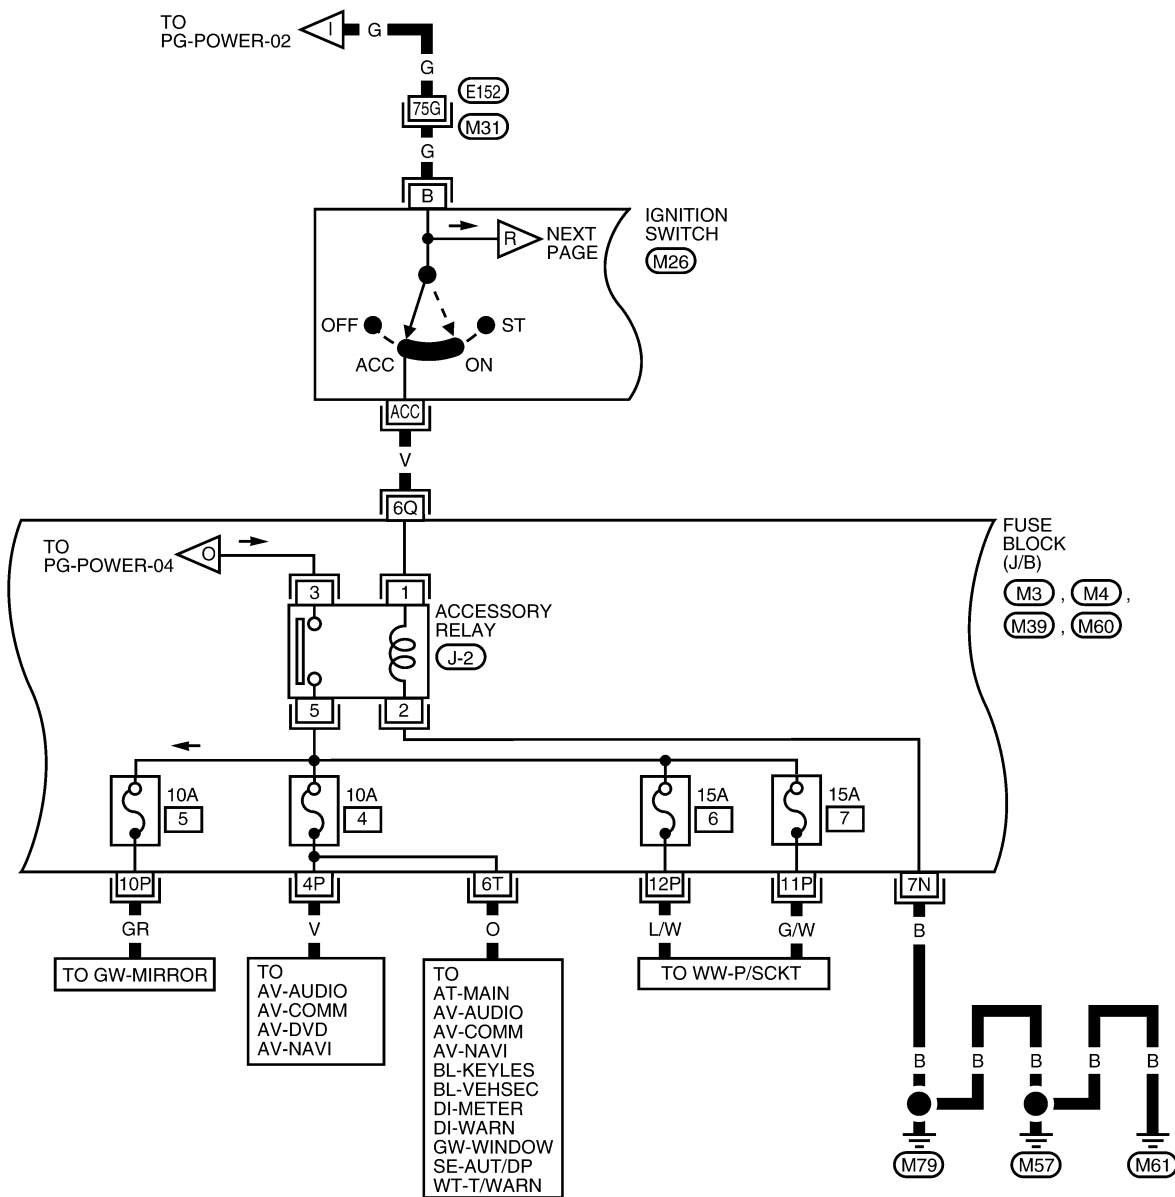 TO
PG-POWER-02
I
G
G
75G
E152
M31
G
B
IGNITION
SWITCH
M26
R
NEXT
PAGE
OFF
ST
ACC
ON
ACC
V
6Q
FUSE
BLOCK
(J/B)
M3 , M4 ,
M39 , M60
TO
PG-POWER-04
O
3
1
ACCESSORY
RELAY
J-2
5
2
10A
5
10A
4
15A
6
15A
7
10P
4P
6T
12P
11P
7N
GR
V
O
L/W
G/W
B
TO GW-MIRROR
TO
AV-AUDIO
AV-COMM
AV-DVD
AV-NAVI
TO
AT-MAIN
AV-AUDIO
AV-COMM
AV-NAVI
BL-KEYLES
BL-VEHSEC
DI-METER
DI-WARN
GW-WINDOW
SE-AUT/DP
WT-T/WARN
TO WW-P/SCKT
B
B
B
B
B
M79
M57
M61